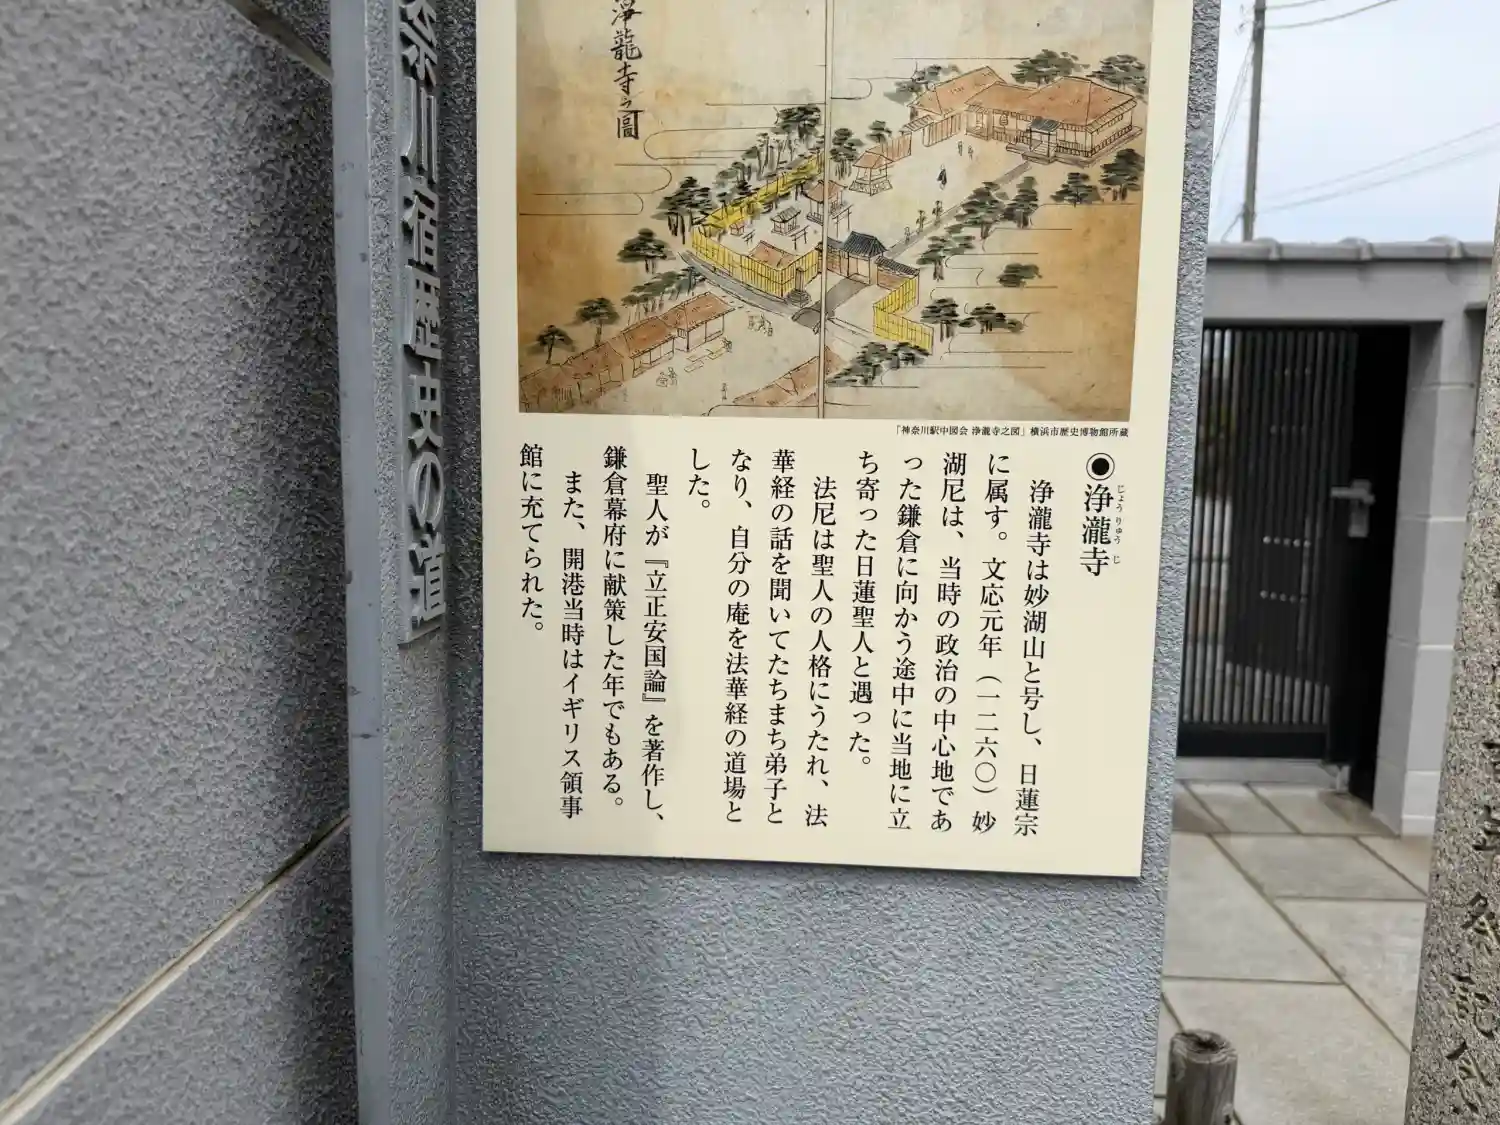 奈川宿歴史の道
浄瀧寺之圖
「神奈川駅中図会 浄瀧寺之図」横浜市歴史博物館所蔵
◉浄瀧寺
じょうりゅうじ
浄瀧寺は妙湖山と号し、日蓮宗
に属す。文応元年（一二六〇）妙
湖尼は、当時の政治の中心地であ
った鎌倉に向かう途中に当地に立
ち寄った日蓮聖人と遇った。
法尼は聖人の人格にうたれ、法
華経の話を聞いてたちまち弟子と
なり、自分の庵を法華経の道場と
した。
聖人が『立正安国論』を著作し、
鎌倉幕府に献策した年でもある。
また、開港当時はイギリス領事
館に充てられた。